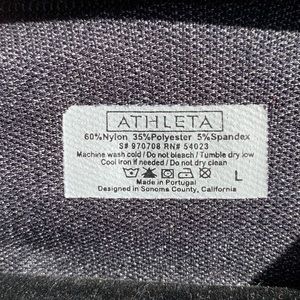 ATHLETA
60%Nylon 35%Polyester 5%Spandex
S# 970708 RN# 54023
Machine wash cold / Do not bleach / Tumble dry low
Cool iron if needed / Do not dry clean
L
Made in Portugal
Designed in Sonoma County, California